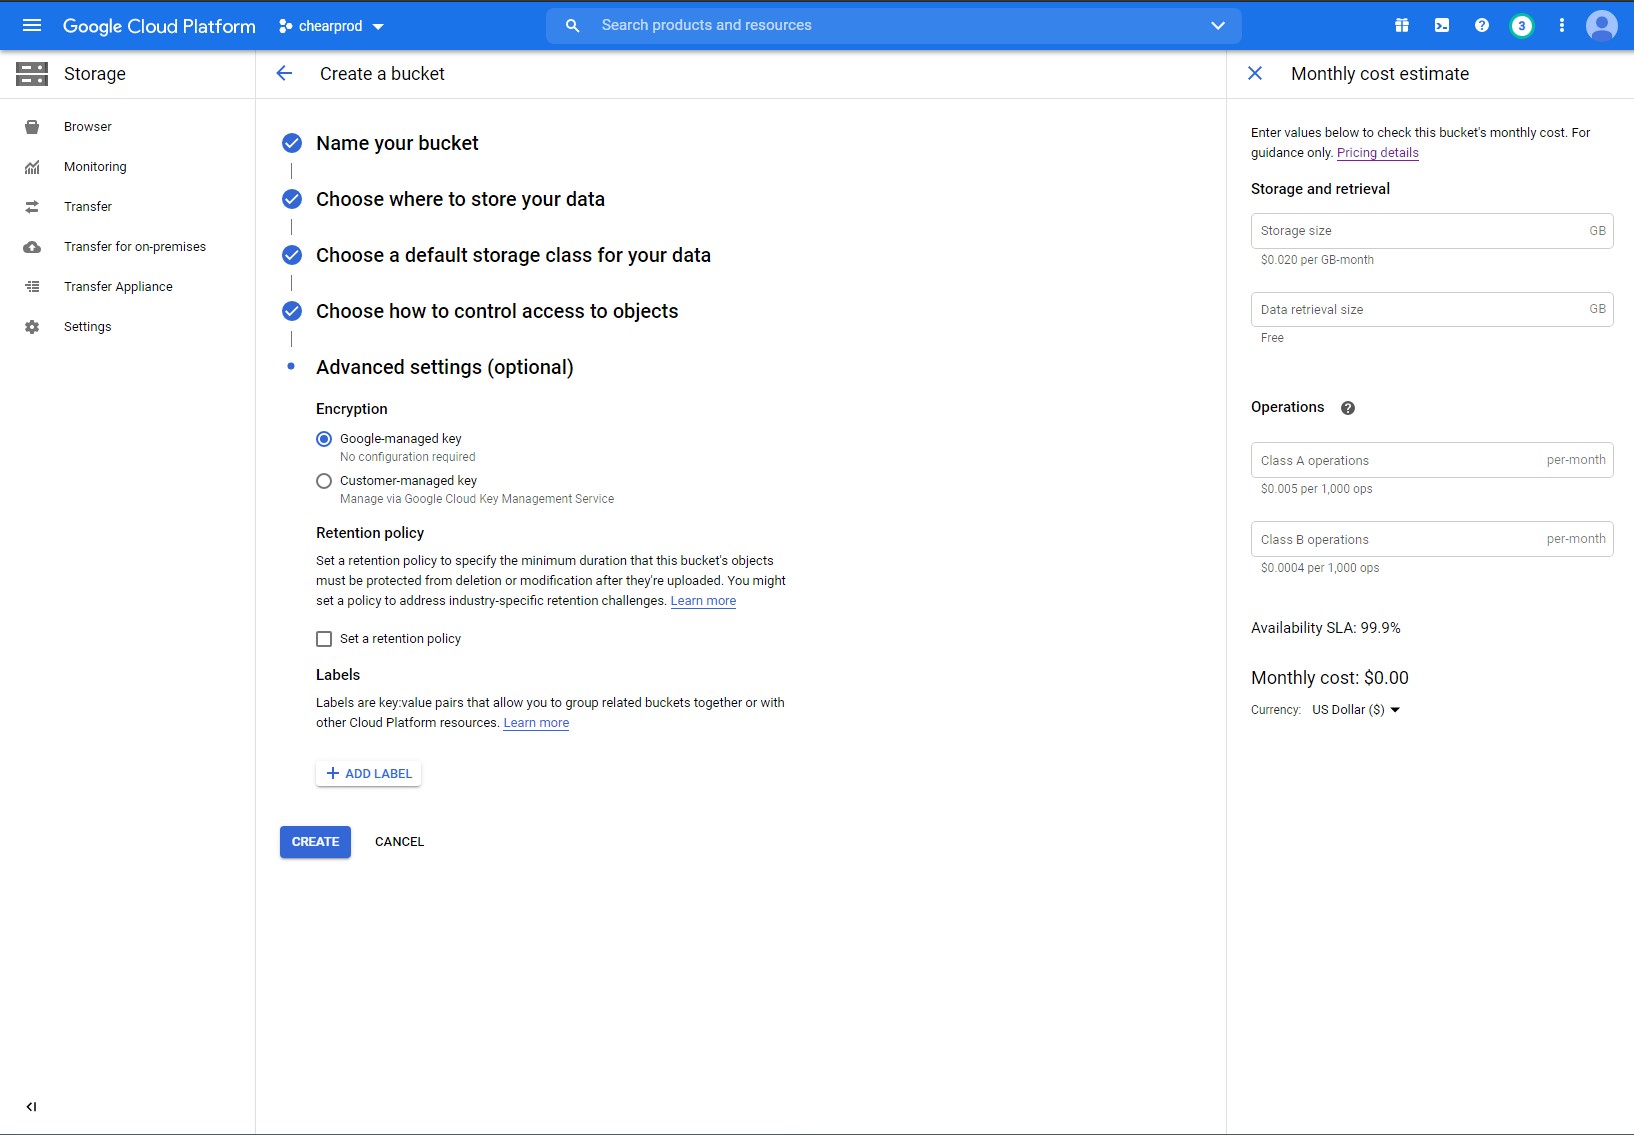 Google Cloud Platform
chearprod
Search products and resources
3
Storage
Create a bucket
Monthly cost estimate
Browser
Monitoring
Transfer
Transfer for on-premises
Transfer Appliance
Settings
Name your bucket
Choose where to store your data
Choose a default storage class for your data
Choose how to control access to objects
Advanced settings (optional)
Encryption
Google-managed key
No configuration required
Customer-managed key
Manage via Google Cloud Key Management Service
Retention policy
Set a retention policy to specify the minimum duration that this bucket's objects
must be protected from deletion or modification after they're uploaded. You might
set a policy to address industry-specific retention challenges. Learn more
Set a retention policy
Labels
Labels are key:value pairs that allow you to group related buckets together or with
other Cloud Platform resources. Learn more
ADD LABEL
CREATE
CANCEL
Enter values below to check this bucket's monthly cost. For
guidance only. Pricing details
Storage and retrieval
Storage size GB
$0.020 per GB-month
Data retrieval size GB
Free
Operations
Class A operations per-month
$0.005 per 1,000 ops
Class B operations per-month
$0.0004 per 1,000 ops
Availability SLA: 99.9%
Monthly cost: $0.00
Currency: US Dollar ($)